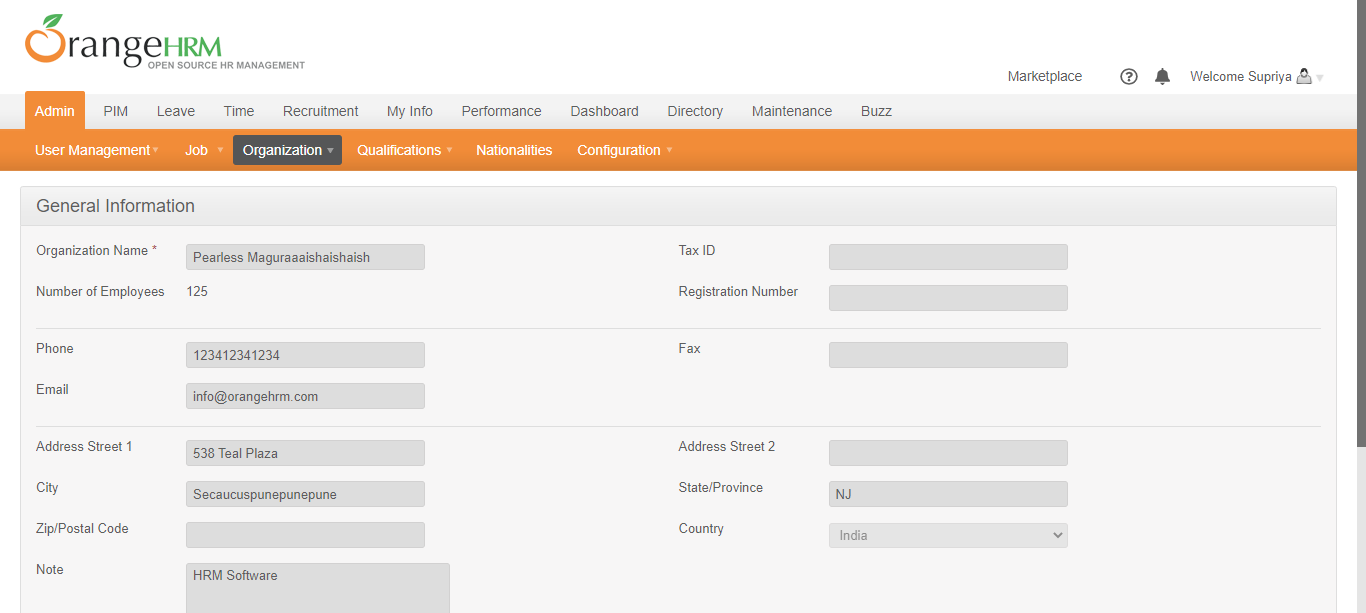 OrangeHRM
OPEN SOURCE HR MANAGEMENT
Marketplace ? Welcome Supriya
Admin PIM Leave Time Recruitment My Info Performance Dashboard Directory Maintenance Buzz
User Management Job Organization Qualifications Nationalities Configuration
General Information
Organization Name * Pearless Maguraaaishaishaish Tax ID
Number of Employees 125 Registration Number
Phone 123412341234 Fax
Email info@orangehrm.com
Address Street 1 538 Teal Plaza Address Street 2
City Secaucuspunepunepune State/Province NJ
Zip/Postal Code Country India
Note HRM Software